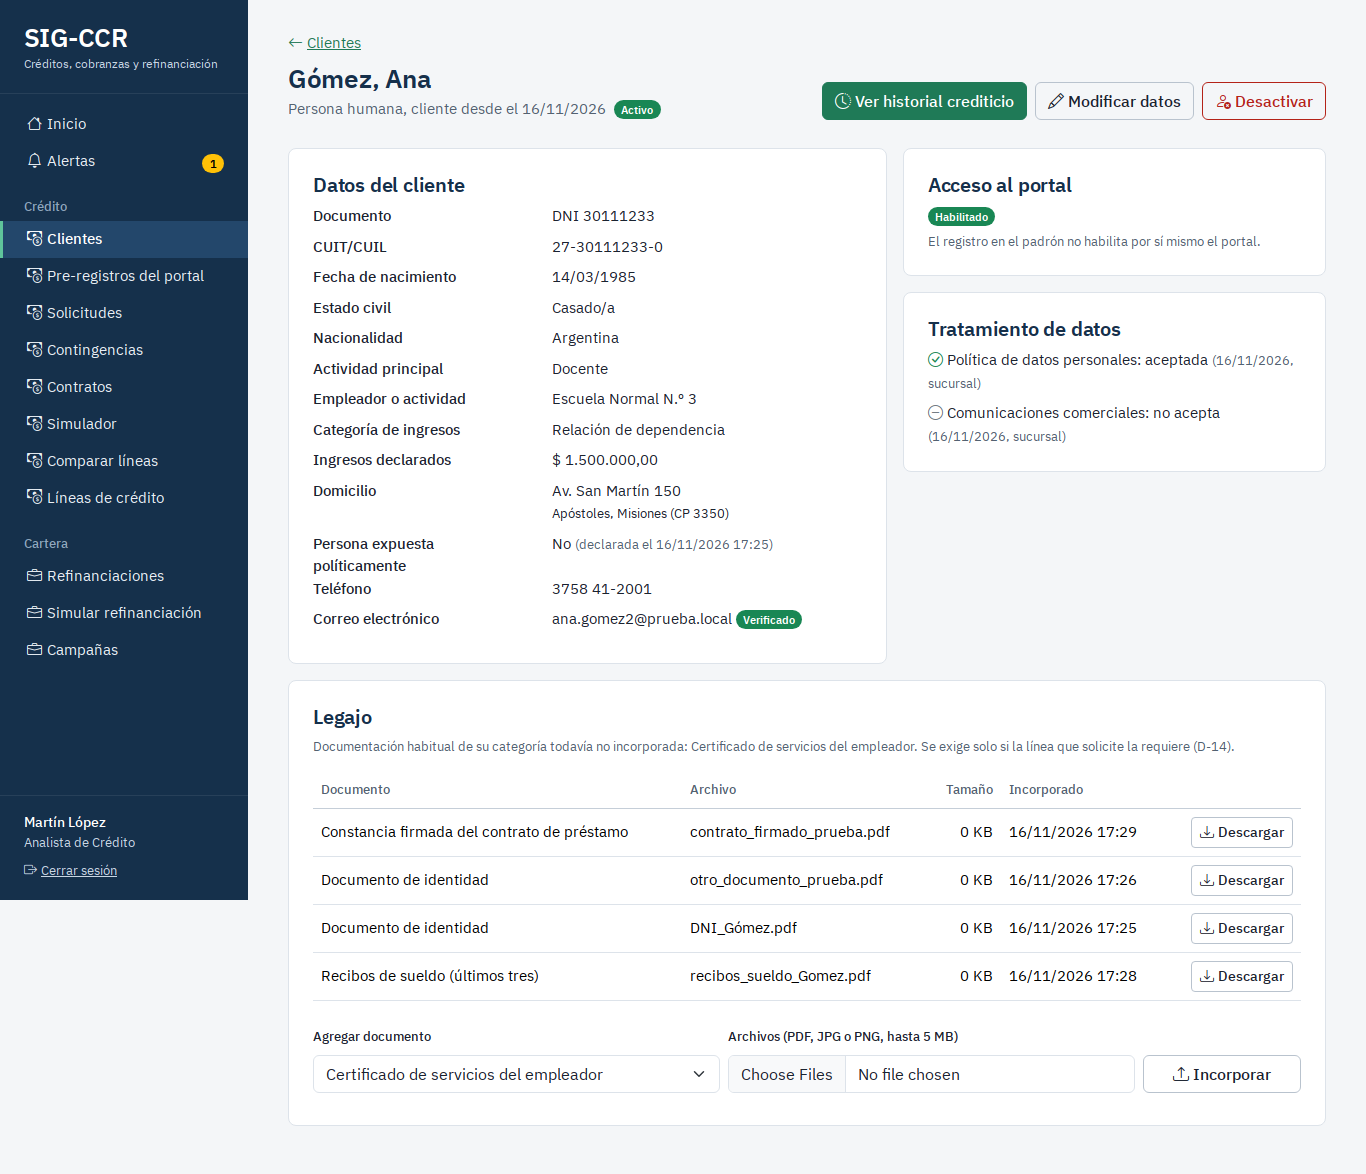 SIG-CCR
Créditos, cobranzas y refinanciación
Inicio
Alertas 1
Crédito
Clientes
Pre-registros del portal
Solicitudes
Contingencias
Contratos
Simulador
Comparar líneas
Líneas de crédito
Cartera
Refinanciaciones
Simular refinanciación
Campañas
Martín López
Analista de Crédito
Cerrar sesión
← Clientes
Gómez, Ana
Persona humana, cliente desde el 16/11/2026 Activo
Ver historial crediticio
Modificar datos
Desactivar
Datos del cliente
Documento DNI 30111233
CUIT/CUIL 27-30111233-0
Fecha de nacimiento 14/03/1985
Estado civil Casado/a
Nacionalidad Argentina
Actividad principal Docente
Empleador o actividad Escuela Normal N.º 3
Categoría de ingresos Relación de dependencia
Ingresos declarados $ 1.500.000,00
Domicilio Av. San Martín 150
Apóstoles, Misiones (CP 3350)
Persona expuesta No (declarada el 16/11/2026 17:25)
políticamente
Teléfono 3758 41-2001
Correo electrónico ana.gomez2@prueba.local Verificado
Acceso al portal
Habilitado
El registro en el padrón no habilita por sí mismo el portal.
Tratamiento de datos
Política de datos personales: aceptada (16/11/2026,
sucursal)
Comunicaciones comerciales: no acepta
(16/11/2026, sucursal)
Legajo
Documentación habitual de su categoría todavía no incorporada: Certificado de servicios del empleador. Se exige solo si la línea que solicite la requiere (D-14).
Documento Archivo Tamaño Incorporado
Constancia firmada del contrato de préstamo contrato_firmado_prueba.pdf 0 KB 16/11/2026 17:29 Descargar
Documento de identidad otro_documento_prueba.pdf 0 KB 16/11/2026 17:26 Descargar
Documento de identidad DNI_Gómez.pdf 0 KB 16/11/2026 17:25 Descargar
Recibos de sueldo (últimos tres) recibos_sueldo_Gomez.pdf 0 KB 16/11/2026 17:28 Descargar
Agregar documento Archivos (PDF, JPG o PNG, hasta 5 MB)
Certificado de servicios del empleador Choose Files No file chosen Incorporar